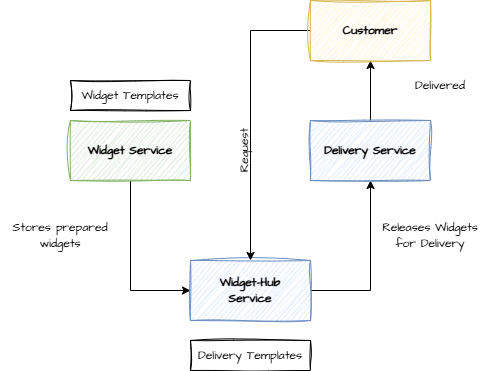 Customer
Delivered
Widget Templates
Widget Service
Request
Delivery Service
Stores prepared
widgets
Releases Widgets
for Delivery
Widget-Hub
Service
Delivery Templates